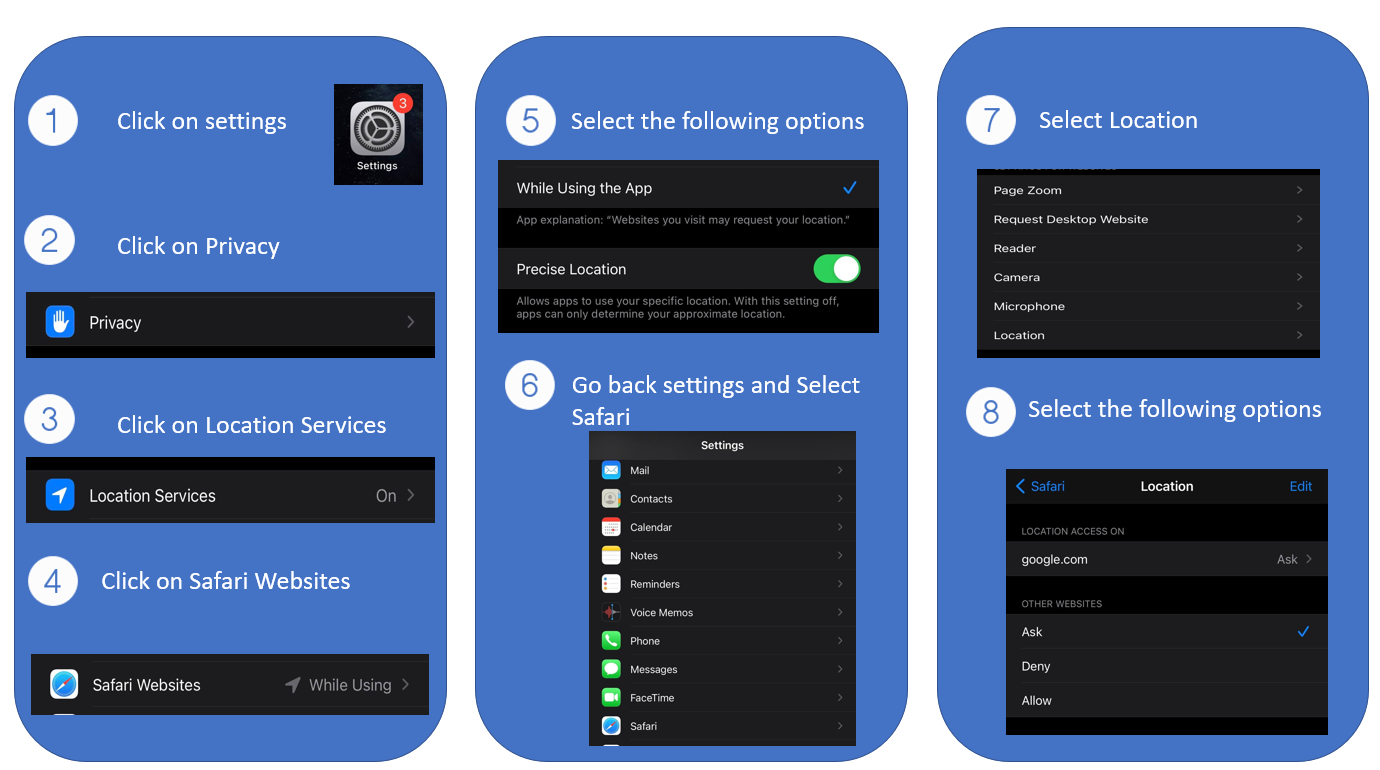 1
Click on settings
3
Settings
2
Click on Privacy
Privacy
3
Click on Location Services
Location Services On
4
Click on Safari Websites
Safari Websites While Using
5
Select the following options
While Using the App
App explanation: “Websites you visit may request your location.”
Precise Location
Allows apps to use your specific location. With this setting off,
apps can only determine your approximate location.
6
Go back settings and Select
Safari
Settings
Mail
Contacts
Calendar
Notes
Reminders
Voice Memos
Phone
Messages
FaceTime
Safari
7
Select Location
Page Zoom
Request Desktop Website
Reader
Camera
Microphone
Location
8
Select the following options
Safari Location Edit
LOCATION ACCESS ON
google.com Ask
OTHER WEBSITES
Ask
Deny
Allow